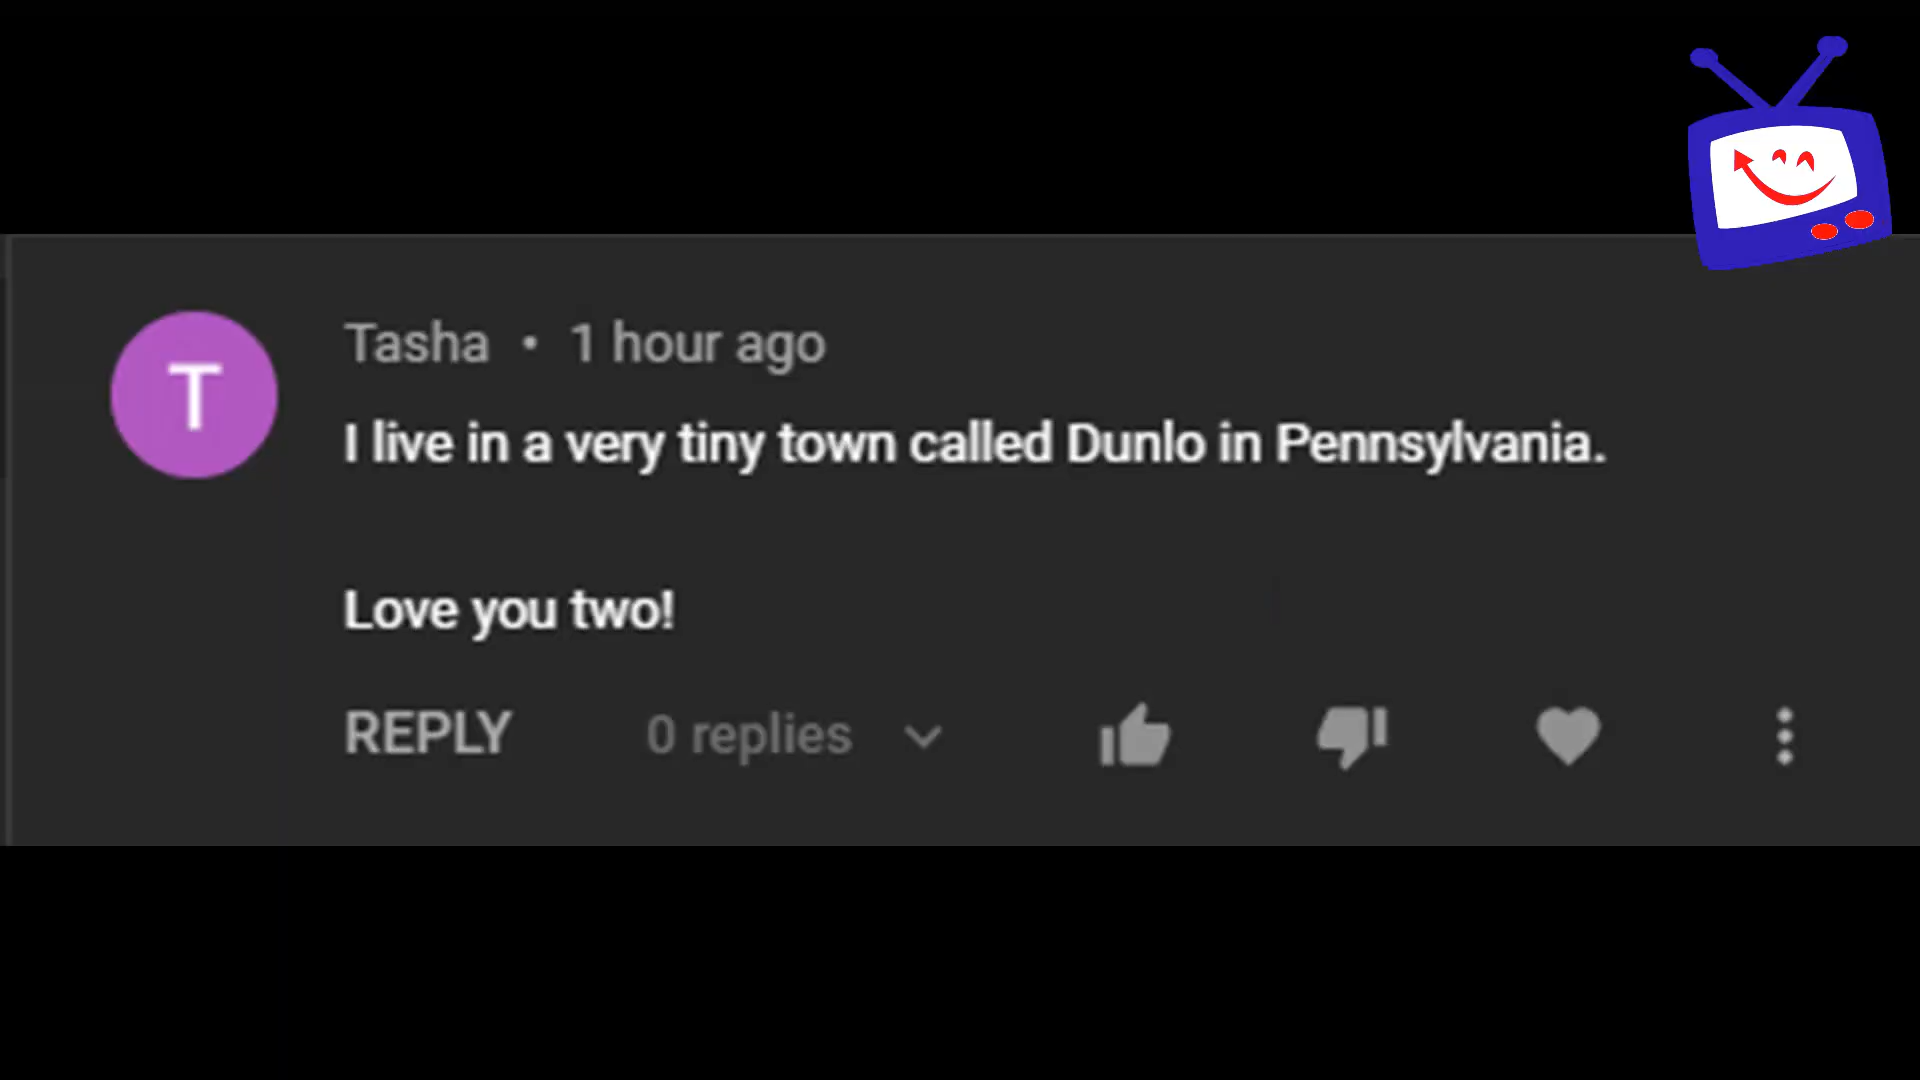 T
Tasha • 1 hour ago
I live in a very tiny town called Dunlo in Pennsylvania.
Love you two!
REPLY 0 replies